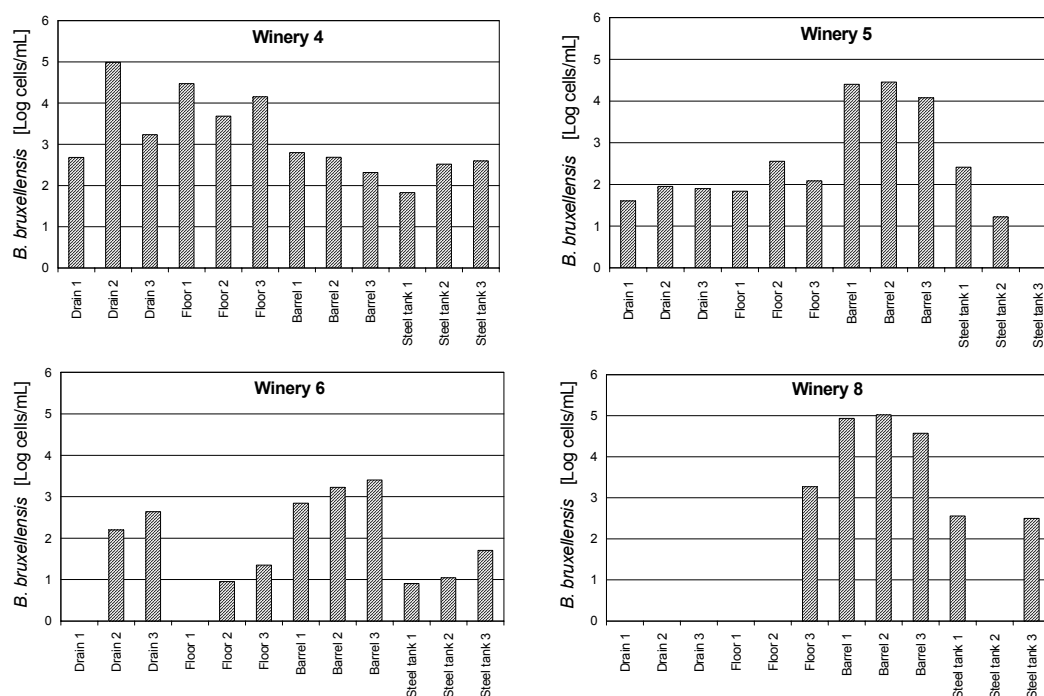 Winery 4
B. bruxellensis [Log cells/mL]
6
5
4
3
2
1
0
Drain 1
Drain 2
Drain 3
Floor 1
Floor 2
Floor 3
Barrel 1
Barrel 2
Barrel 3
Steel tank 1
Steel tank 2
Steel tank 3
Winery 5
B. bruxellensis [Log cells/mL]
6
5
4
3
2
1
0
Drain 1
Drain 2
Drain 3
Floor 1
Floor 2
Floor 3
Barrel 1
Barrel 2
Barrel 3
Steel tank 1
Steel tank 2
Steel tank 3
Winery 6
B. bruxellensis [Log cells/mL]
6
5
4
3
2
1
0
Drain 1
Drain 2
Drain 3
Floor 1
Floor 2
Floor 3
Barrel 1
Barrel 2
Barrel 3
Steel tank 1
Steel tank 2
Steel tank 3
Winery 8
B. bruxellensis [Log cells/mL]
6
5
4
3
2
1
0
Drain 1
Drain 2
Drain 3
Floor 1
Floor 2
Floor 3
Barrel 1
Barrel 2
Barrel 3
Steel tank 1
Steel tank 2
Steel tank 3